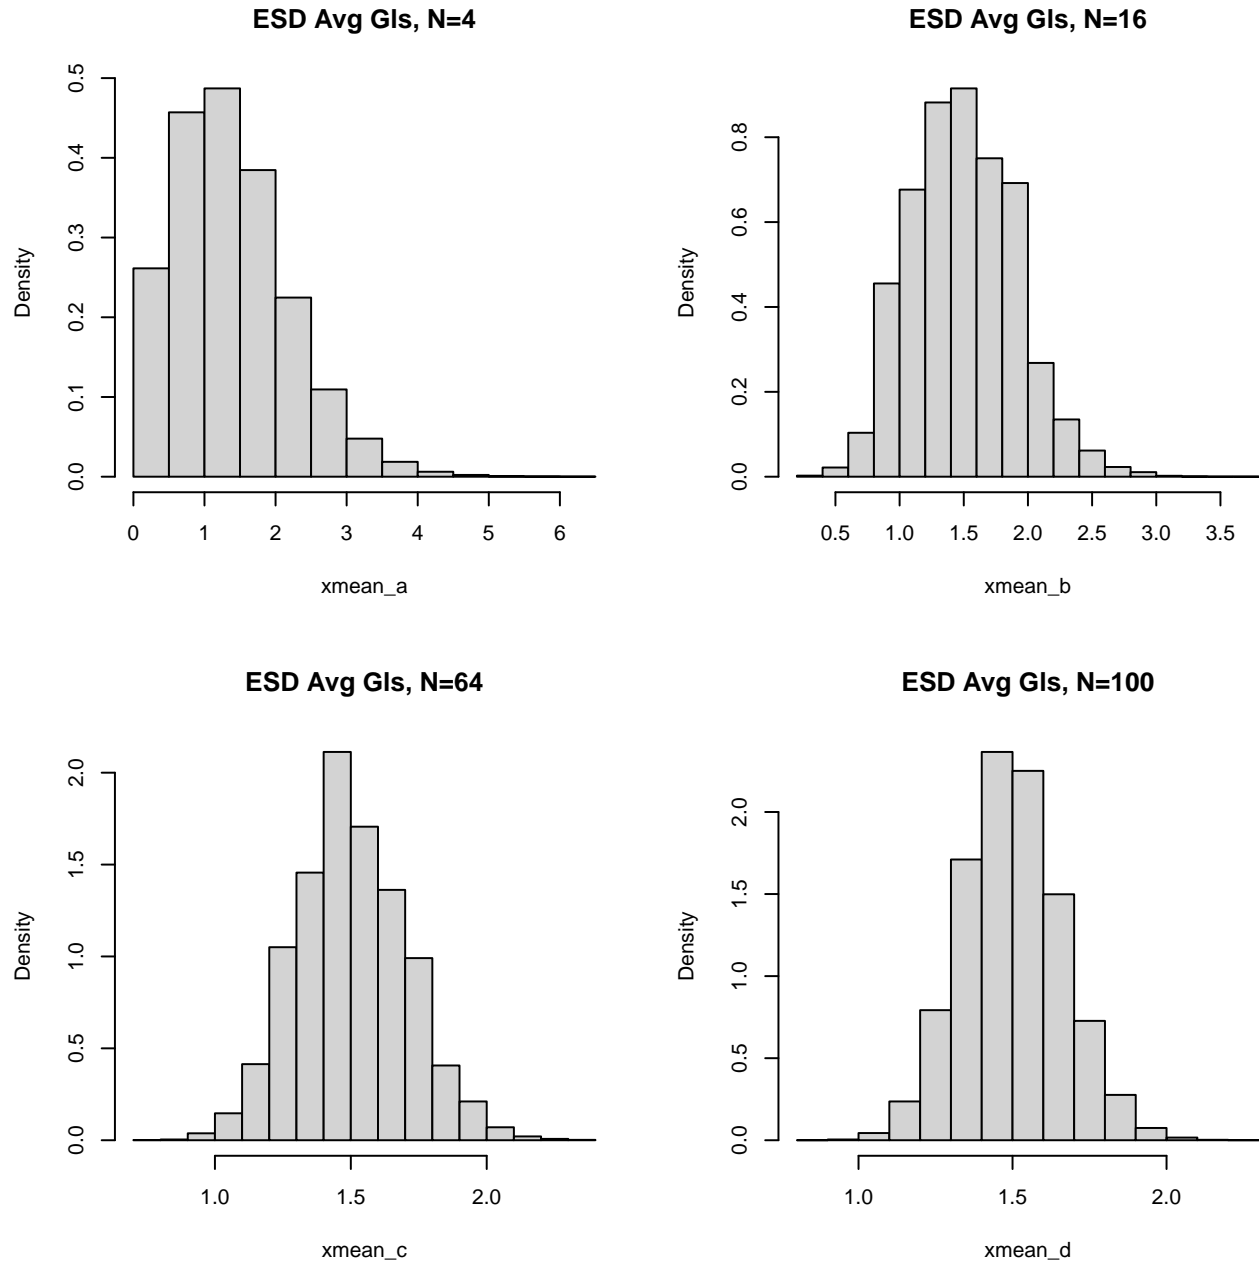 ESD Avg Gls, N=4
Density
0.0 0.1 0.2 0.3 0.4 0.5
0 1 2 3 4 5 6
xmean_a
ESD Avg Gls, N=16
Density
0.0 0.2 0.4 0.6 0.8
0.5 1.0 1.5 2.0 2.5 3.0 3.5
xmean_b
ESD Avg Gls, N=64
Density
0.0 0.5 1.0 1.5 2.0
1.0 1.5 2.0
xmean_c
ESD Avg Gls, N=100
Density
0.0 0.5 1.0 1.5 2.0
1.0 1.5 2.0
xmean_d